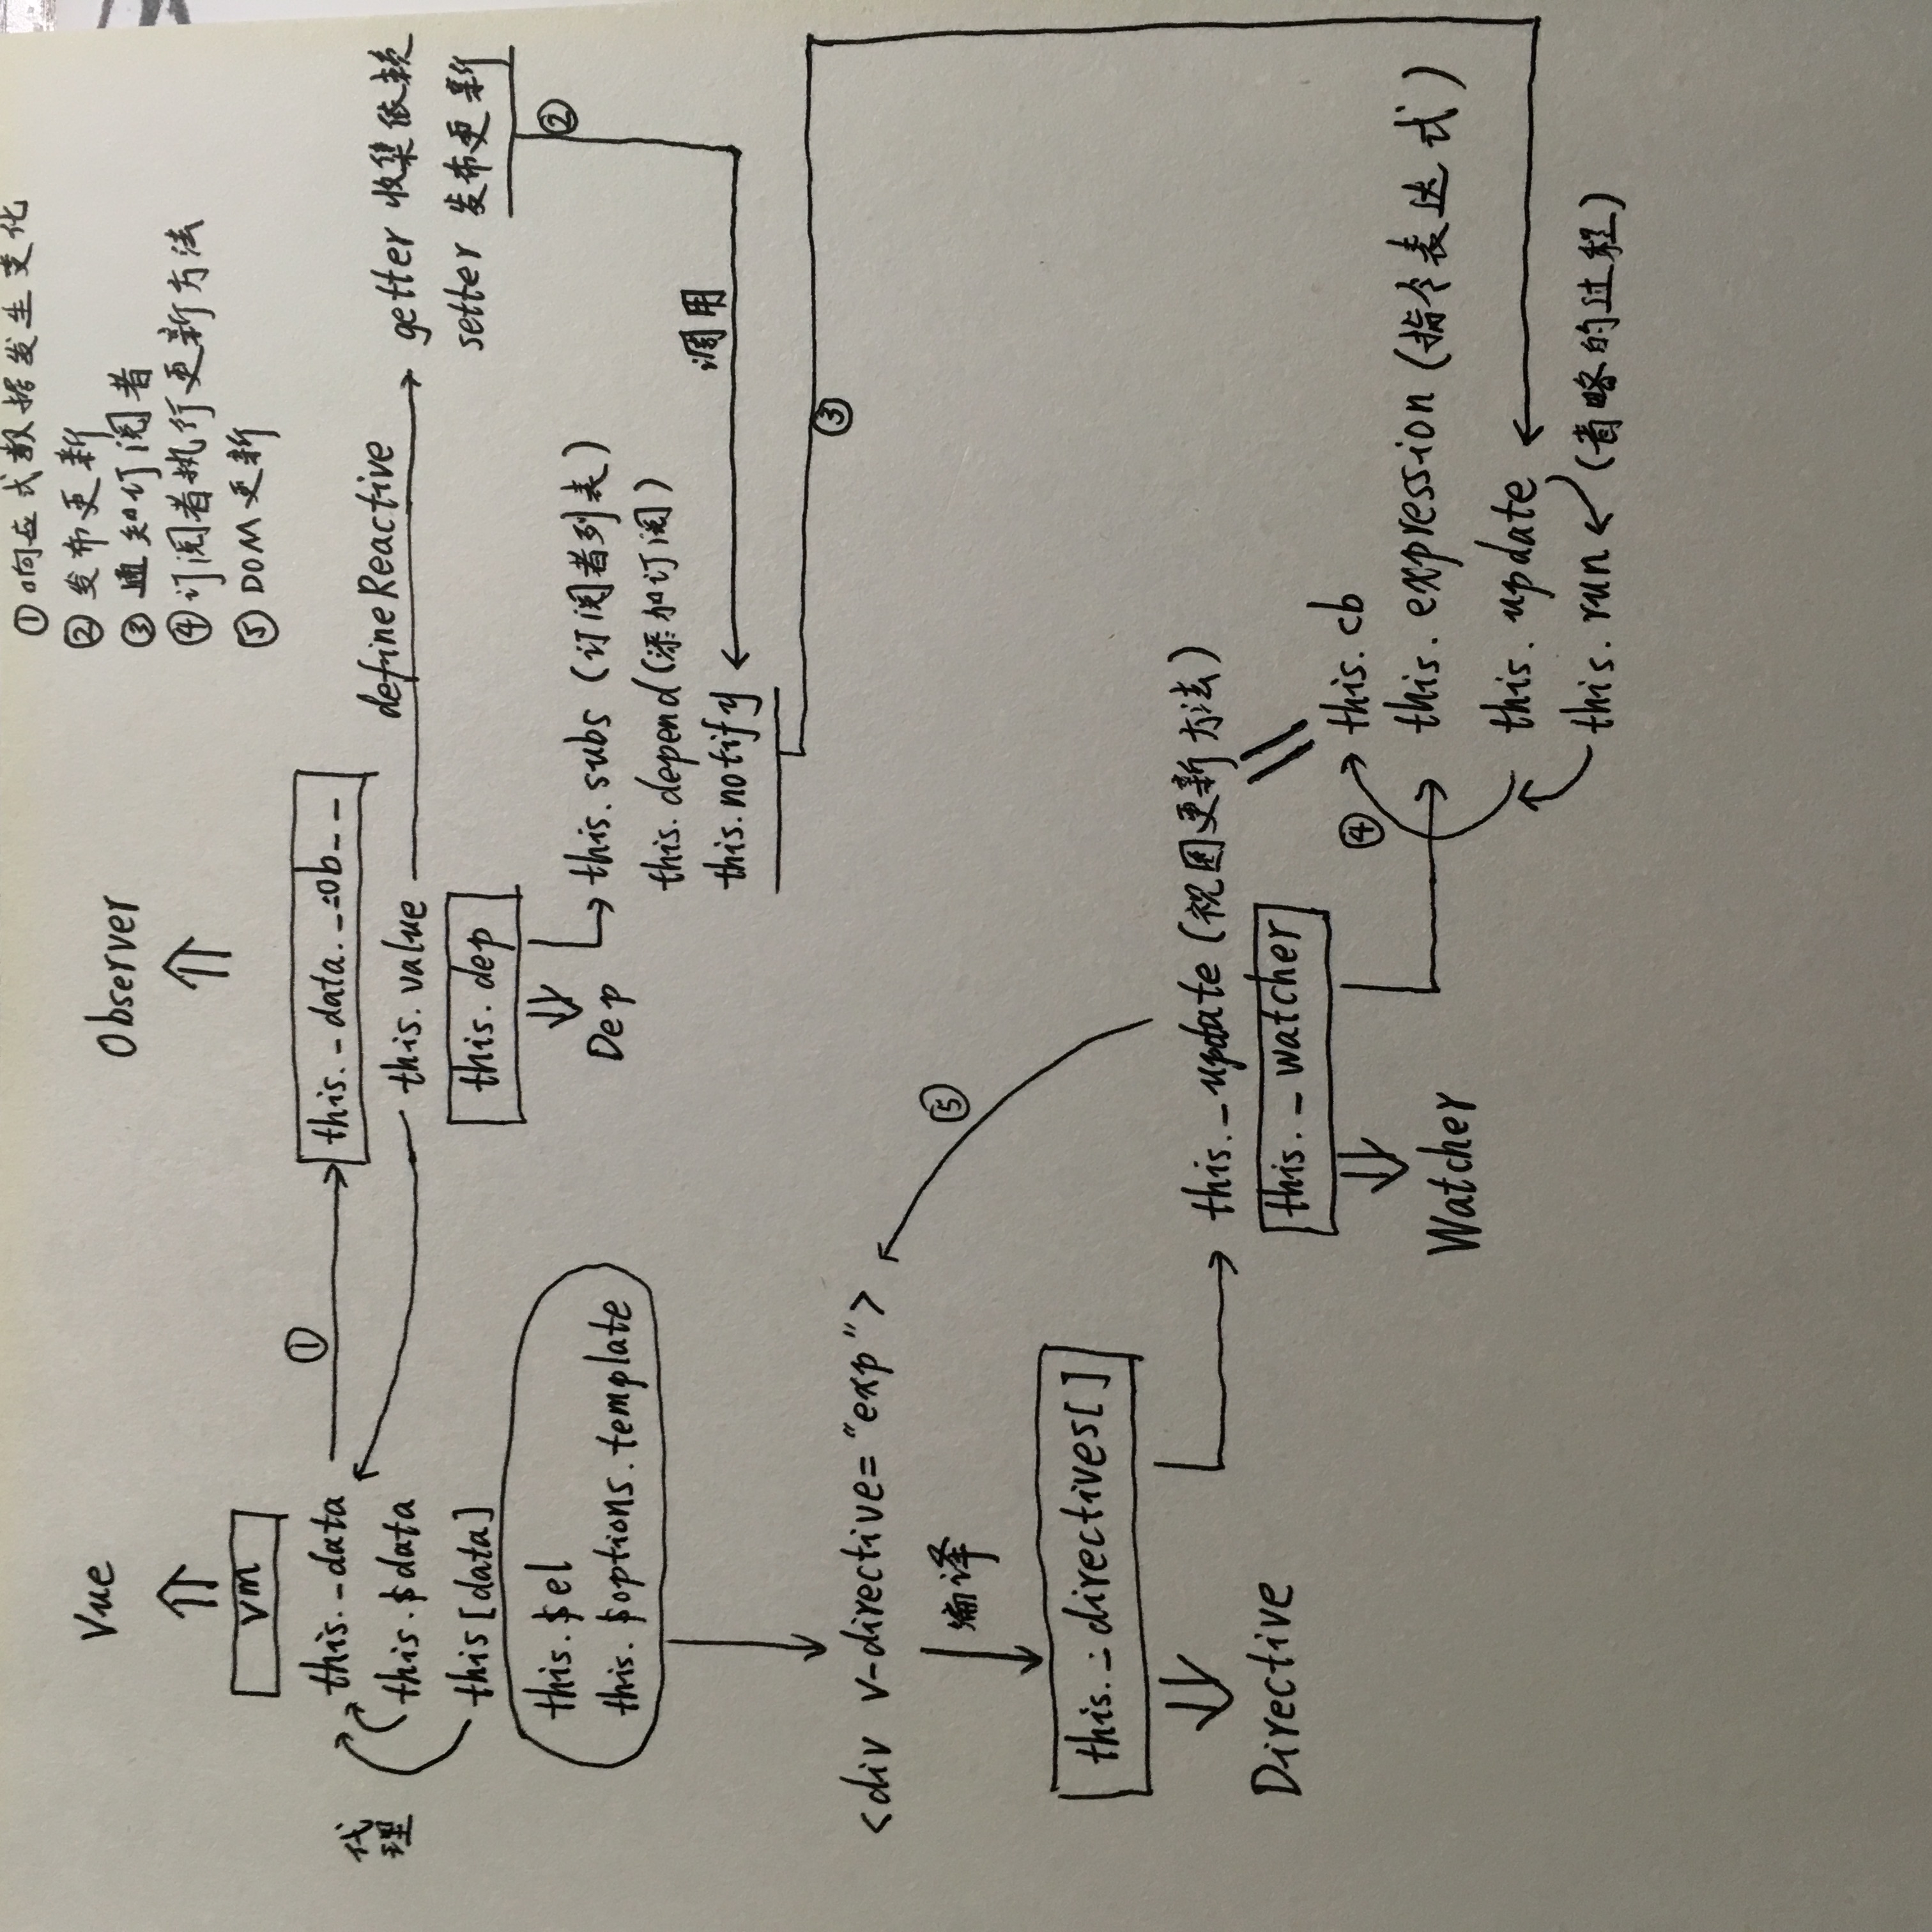 ①响应式数据发生变化
②发布更新
③通知订阅者
④订阅者执行更新方法
⑤DOM更新
Vue
Observer
vm
①
this._data
this._data.__ob__
代理
this.$data
this.value
defineReactive
getter 收集依赖
this[data]
this.dep
setter 发布更新
this.$el
②
this.$options.template
Dep
this.subs (订阅者列表)
this.depend(添加订阅)
this.notify
调用
③
<div v-directive="exp">
⑤
编译
this._directives[]
this._update(视图更新方法)
Directive
this._watcher
④
this.cb
Watcher
this.expression (指令表达式)
this.update
this.run
(省略的过程)